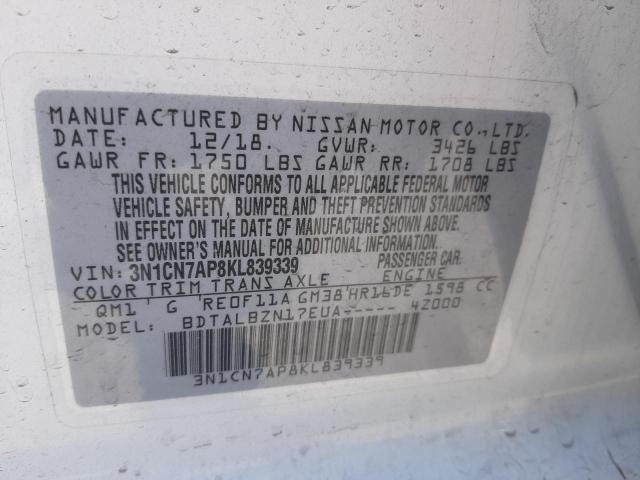 MANUFACTURED BY NISSAN MOTOR CO.,LTD.
DATE: 12/18. GVWR: 3426 LBS
GAWR FR: 1750 LBS GAWR RR: 1708 LBS
THIS VEHICLE CONFORMS TO ALL APPLICABLE FEDERAL MOTOR
VEHICLE SAFETY, BUMPER AND THEFT PREVENTION STANDARDS
IN EFFECT ON THE DATE OF MANUFACTURE SHOWN ABOVE.
SEE OWNER'S MANUAL FOR ADDITIONAL INFORMATION.
VIN: 3N1CN7AP8KL839339 PASSENGER CAR
COLOR TRIM TRANS AXLE ENGINE
QM1 G RE0F11A GM38 HR16DE 1598 CC
MODEL: BDTALBZN17EUA----- 42000
3N1CN7AP8KL839339